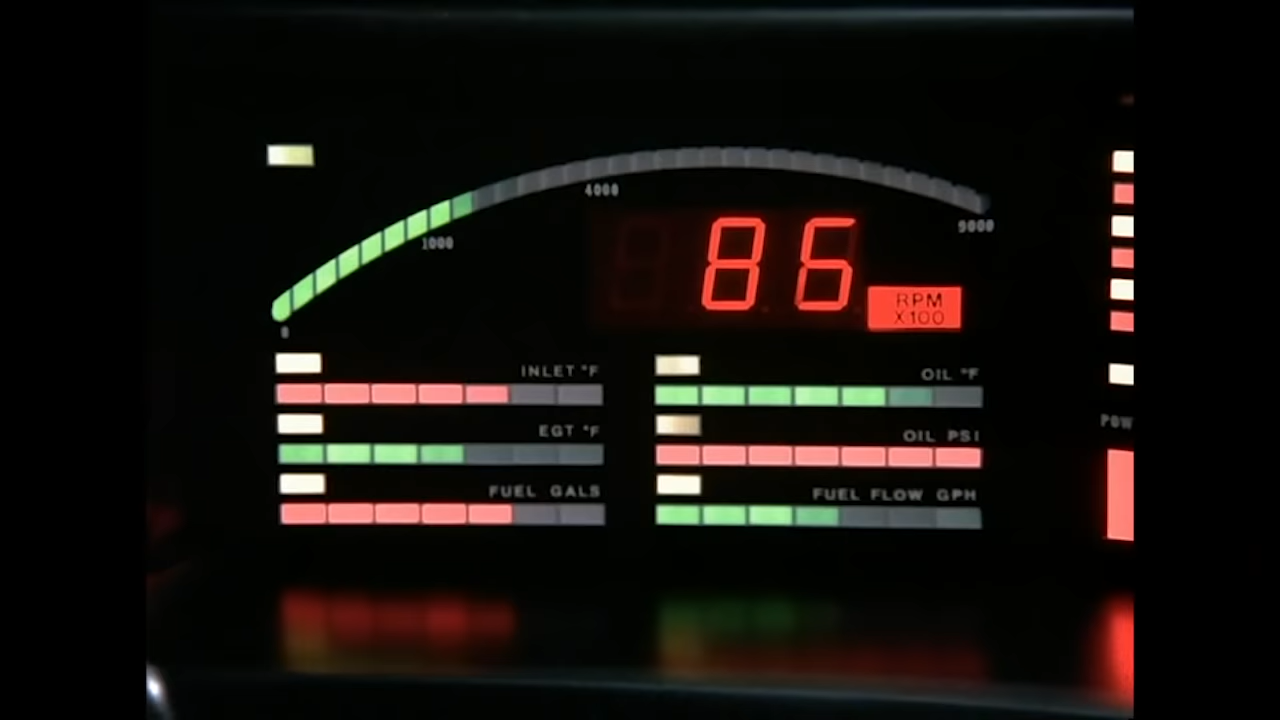 4000
9000
1000
86
RPM
X100
0
INLET °F
OIL °F
EGT °F
OIL PSI
POW
FUEL GALS
FUEL FLOW GPH